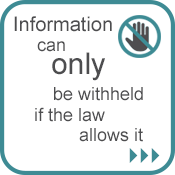 Information
can
only
be withheld
if the law
allows it